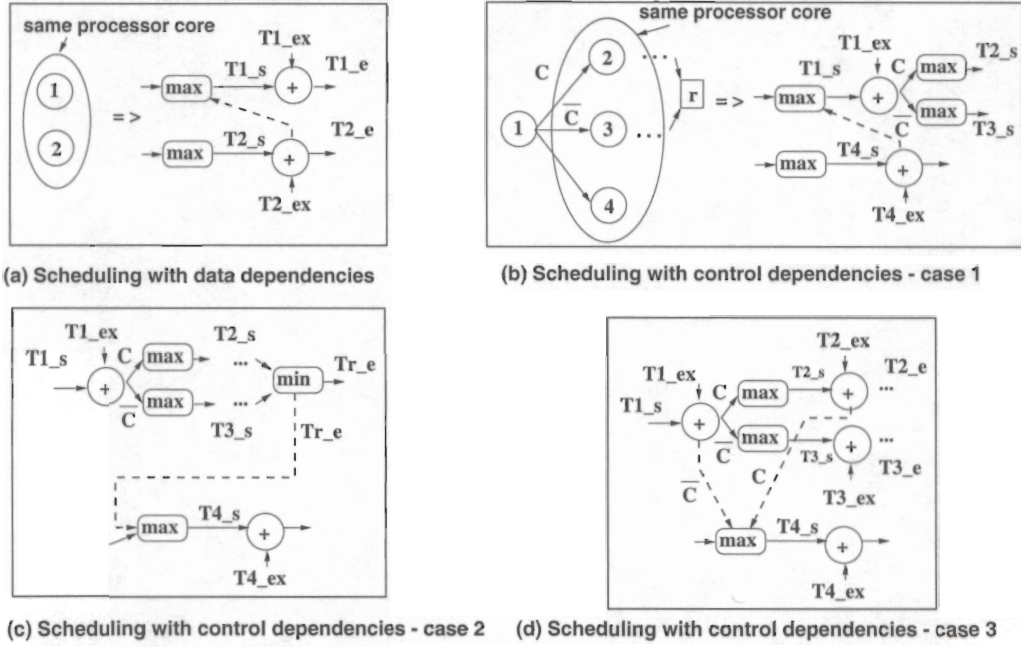 same processor core
1
2
=>
max
T1_s
T1_ex
+
T1_e
max
T2_s
+
T2_e
T2_ex
(a) Scheduling with data dependencies
same processor core
1
C
C̅
2
3
4
...
...
r
=>
max
T1_s
T1_ex
+
C
C̅
max
T2_s
max
T3_s
max
T4_s
+
T4_ex
(b) Scheduling with control dependencies - case 1
T1_s
T1_ex
+
C
C̅
max
T2_s
...
max
T3_s
...
min
Tr_e
Tr_e
max
T4_s
+
T4_ex
(c) Scheduling with control dependencies - case 2
T1_s
T1_ex
+
C
C̅
max
T2_s
T2_ex
+
T2_e
...
max
T3_s
+
...
T3_e
T3_ex
C̅
C
max
T4_s
+
T4_ex
(d) Scheduling with control dependencies - case 3